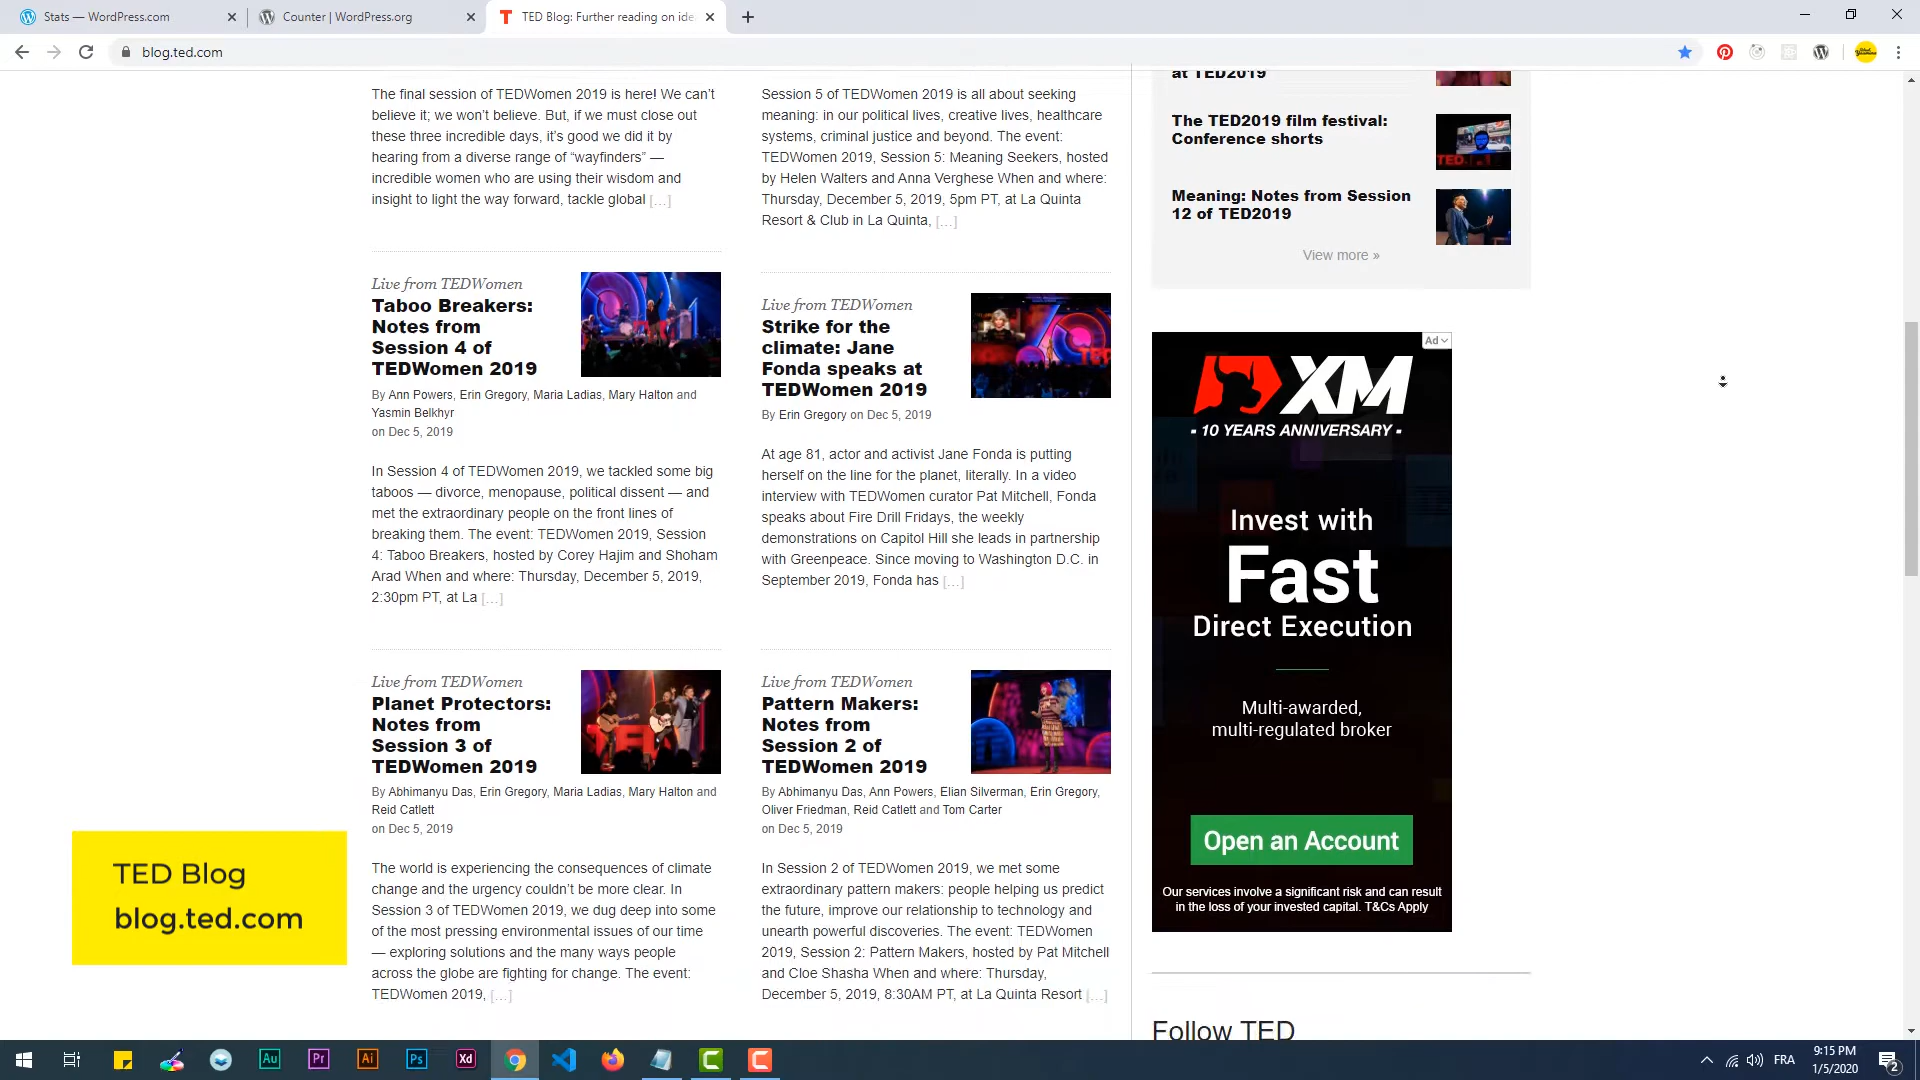 Stats — WordPress.com
Counter | WordPress.org
TED Blog: Further reading on ide
blog.ted.com
The final session of TEDWomen 2019 is here! We can't
believe it; we won't believe. But, if we must close out
these three incredible days, it's good we did it by
hearing from a diverse range of “wayfinders” —
incredible women who are using their wisdom and
insight to light the way forward, tackle global [...]
Live from TEDWomen
Taboo Breakers:
Notes from
Session 4 of
TEDWomen 2019
By Ann Powers, Erin Gregory, Maria Ladias, Mary Halton and
Yasmin Belkhyr
on Dec 5, 2019
In Session 4 of TEDWomen 2019, we tackled some big
taboos — divorce, menopause, political dissent — and
met the extraordinary people on the front lines of
breaking them. The event: TEDWomen 2019, Session
4: Taboo Breakers, hosted by Corey Hajim and Shoham
Arad When and where: Thursday, December 5, 2019,
2:30pm PT, at La [...]
Live from TEDWomen
Planet Protectors:
Notes from
Session 3 of
TEDWomen 2019
By Abhimanyu Das, Erin Gregory, Maria Ladias, Mary Halton and
Reid Catlett
on Dec 5, 2019
The world is experiencing the consequences of climate
change and the urgency couldn't be more clear. In
Session 3 of TEDWomen 2019, we dug deep into some
of the most pressing environmental issues of our time
— exploring solutions and the many ways people
across the globe are fighting for change. The event:
TEDWomen 2019, [...]
Session 5 of TEDWomen 2019 is all about seeking
meaning: in our political lives, creative lives, healthcare
systems, criminal justice and beyond. The event:
TEDWomen 2019, Session 5: Meaning Seekers, hosted
by Helen Walters and Anna Verghese When and where:
Thursday, December 5, 2019, 5pm PT, at La Quinta
Resort & Club in La Quinta, [...]
Live from TEDWomen
Strike for the
climate: Jane
Fonda speaks at
TEDWomen 2019
By Erin Gregory on Dec 5, 2019
At age 81, actor and activist Jane Fonda is putting
herself on the line for the planet, literally. In a video
interview with TEDWomen curator Pat Mitchell, Fonda
speaks about Fire Drill Fridays, the weekly
demonstrations on Capitol Hill she leads in partnership
with Greenpeace. Since moving to Washington D.C. in
September 2019, Fonda has [...]
Live from TEDWomen
Pattern Makers:
Notes from
Session 2 of
TEDWomen 2019
By Abhimanyu Das, Ann Powers, Elian Silverman, Erin Gregory,
Oliver Friedman, Reid Catlett and Tom Carter
on Dec 5, 2019
In Session 2 of TEDWomen 2019, we met some
extraordinary pattern makers: people helping us predict
the future, improve our relationship to technology and
unearth powerful discoveries. The event: TEDWomen
2019, Session 2: Pattern Makers, hosted by Pat Mitchell
and Cloe Shasha When and where: Thursday,
December 5, 2019, 8:30AM PT, at La Quinta Resort [...]
at TED2019
The TED2019 film festival:
Conference shorts
Meaning: Notes from Session
12 of TED2019
View more »
Ad
XM
- 10 YEARS ANNIVERSARY -
Invest with
Fast
Direct Execution
Multi-awarded,
multi-regulated broker
Open an Account
Our services involve a significant risk and can result
in the loss of your invested capital. T&Cs Apply
Follow TED
TED Blog
blog.ted.com
Au
Pr
Ai
Ps
Xd
FRA
9:15 PM
1/5/2020
2